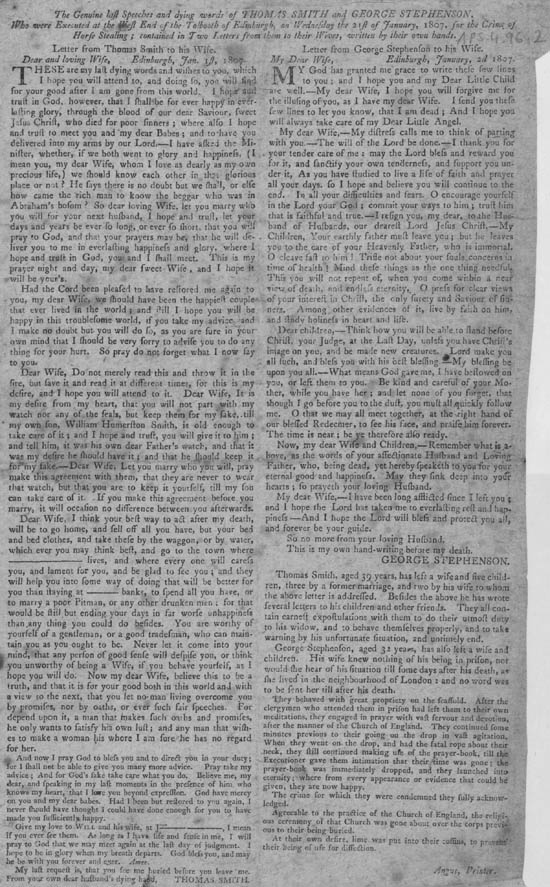 The Genuine last Speeches and dying words of THOMAS SMITH and GEORGE STEPHENSON,
Who were Executed at the West End of the Tolbooth of Edinburgh, on Wednesday the 21st of January, 1807, for the Crime of
Horse Stealing; contained in Two Letters from them to their Wives, written by their own hands.
Letter from Thomas Smith to his Wife.
Dear and loving Wife, Edinburgh, Jan. 1st, 1807.
THESE are my last dying words and wishes to you, which
I hope you will attend to, and doing so, you will find
for your good after I am gone from this world. I hope and
trust in God, however, that I shall be for ever happy in ever-
lasting glory, through the blood of our dear Saviour, sweet
Jesus Christ, who died for poor sinners; where also I hope
and trust to meet you and my dear Babes; and to have you
delivered into my arms by our Lord—I have asked the Mi-
nister, whether, if we both went to glory and happiness, (I
mean you, my dear Wife, whom I love as dearly as my own
precious life,) we should know each other in that glorious
place or not? He says there is no doubt but we shall, or else
how came the rich man to know the beggar who was in
Abraham's bosom? So dear loving Wife, let you marry who
you will for your next husband, I hope and trust, let your
days and years be ever so long, or ever so short, that you will
pray to God, and that your prayers may be, that he will de-
liver you to me in everlasting happiness and glory, where I
hope and trust in God, you and I shall meet. This is my
prayer night and day, my dear sweet Wife, and I hope it
will be your's.
Had the Lord been pleased to have restored me again to
you, my dear Wife, we should have been the happiest couple
that ever lived in the world; and still I hope you will be
happy in this troublesome world, if you take my advice, and
I make no doubt but you will do so, as you are sure in your
own mind that I should be very sorry to advise you to do any
thing for your hurt. So pray do not forget what I now say
to you.
Dear Wife, Do not merely read this and throw it in the
fire, but save it and read it at different times, for this is my
desire, and I hope you will attend to it. Dear Wife, It is
my desire from my heart, that you will not part with my
watch nor any of the seals, but keep them for my sake, till
my own son, William Humerston Smith, is old enough to
take care of it; and I hope and trust, you will give it to him;
and tell him, it was his own dear Father's watch, and that it
was my desire he should have it; and that he should keep it
for my sake.—Dear Wife, Let you marry who you will, pray
make this agreement with them, that they are never to wear
that watch, but that you are to keep it yourself, till my son
can take care of it. If you make this agreement before you
marry, it will occasion no difference between you afterwards.
Dear Wife, I think your best way to act after my death,
will be to go home, and sell off all you have, but your bed
and bed clothes, and take these by the waggon, or by water,
which ever you may think best, and go to the town where
——— lives, and where every one will caress
you, and lament for you, and be glad to see you; and they
will help you into some way of doing that will be better for
you than staying at ——— banks, to spend all you have, or
to marry a poor Pitman, or any other drunken men: for that
would be still but ending your days in far worse unhappiness
than any thing you could do besides. You are worthy of
yourself of a gentleman, or a good tradesman, who can main-
tain you as you ought to be. Never let it come into your
mind, that any person of good sense will despise you, or think
you unworthy of being a Wife, if you behave yourself, as I
hope you will do. Now my dear Wife, believe this to be a
truth, and that it is for your good both in this world and with
a view to the next, that you let no man living overcome you
by promises, nor by oaths, or ever such fair speeches. For
depend upon it, a man that makes such oaths and promises,
he only wants to satisfy his own lust; and any man that wish-
es to make a woman his where I am sure he has no regard
for her.
And now I pray God to bless you and to direct you in your duty;
for I shall not be able to give you many more advice. Pray take my
advice; And for God's sake take care what you do. Believe me, my
dear, and speaking in my last moments in the presence of him, who
knows my heart, that I love you beyond expression. God have mercy
on you and my dear babes. Had I been but restored to you again, I
never should have thought I could have done enough for you to have
made you sufficiently happy.
Give my love to WILL and his wife, at ——— I mean
if you ever see them. As long as I have life and sense in me, I will
pray to God that we may meet again at the last day of judgment. I
hope to be in glory when my breath departs. God bless you, and may
he be with you forever and ever. Amen.
My last request is, that you see me buried before you leave me.
From your own dear husband's dying hand, THOMAS SMITH.
Letter from George Stephenson to his Wife.
My Dear Wife, Edinburgh, January, 2d 1807.
MY God has granted me grace to write these few lines
to you; and I hope you and my Dear Little Child
are well.—My dear Wife, I hope you will forgive me for
the illusing of you, as I have my dear Wife. I send you these
few lines to let you know, that I am dead; And I hope you
will always take care of my Dear Little Angel.
My dear Wife,—My distress calls me to think of parting
with you.—The will of the Lord be done.—I thank you for
your tender care of me; may the Lord bless and reward you
for it, and sanctify your own tenderness, and support you un-
der it. As you have studied to live a life of faith and prayer
all your days, so I hope and believe you will continue to the
end. In all your difficulties and fears, O encourage yourself
in the Lord your God; commit your ways to him; trust him
that is faithful and true.—I resign you, my dear, to the Hus-
band of Husbands, our dearest Lord Jesus Christ.—My
Children, Your earthly Father must leave you; but he leaves
you to the care of your Heavenly Father, who is immortal.
O cleave fast to him! Trifle not about your souls concerns in
time of health! Mind these things as the one thing needful.
This you will not repent of, when you come within a near
view of death, and endless eternity. O press for clear views
of your interest in Christ, the only surety and Saviour of sin-
ners. Among other evidences of it, live by faith on him,
and study holiness in heart and life.
Dear children,—Think how you will be able to stand before
Christ, your Judge, at the Last Day, unless you have Christ's
image on you, and be made new creatures. Lord make you
all such, and bless you with his best blessing. My blessing be
upon you all.—What means God gave me, I have bestowed on
you, or left them to you. Be kind and careful of your Mo-
ther, while you have her; and let none of you forget, that
though I go before you to the dust, you must all quickly follow
me. O that we may all meet together, at the right hand of
our blessed Redeemer, to see his face, and praise him forever.
The time is near; be ye therefore also ready.
Now, my dear Wife and Children,—Remember what is a-
bove, as the words of your affectionate Husband and Loving
Father, who, being dead, yet hereby speaketh to you for your
eternal good and happiness. May they sink deep into your
hearts; so prayeth your loving Husband.
My dear Wife,—I have been long afflicted since I left you;
and I hope the Lord has taken me to everlasting rest and hap-
piness—And I hope the Lord will bless and protect you all,
and forever be your guide.
So no more from your loving Husband.
This is my own hand-writing before my death.
GEORGE STEPHENSON.
Thomas Smith, aged 39 years, has left a wife and five child-
dren, three by a former marriage, and two by his wife to whom
the above letter is addressed. Besides the above he has wrote
several letters to his children and other friends. They all con-
tain earnest expostulations with them to do their utmost duty
to his widow, and to behave themselves properly, and to take
warning by his unfortunate situation, and untimely end.
George Stephenson, aged 32 years, has also left a wife and
children. His wife knew nothing of his being in prison, nor
would she hear of his situation till some days after his death, as
she lived in the neighbourhood of London; and no word was
to be sent her till after his death.
They behaved with great propriety on the scaffold. After the
clergymen who attended them in prison had left them to their own
meditations, they engaged in prayer with vast fervour and devotion,
after the manner of the Church of England. They continued some
minutes previous to their going on the drop in vast agitation.
When they went on the drop, and had the fatal rope about their
neck, they still continued making use of the prayer-book, till the
Executioner gave them intimation that their time was gone; the
prayer-book was immediately dropped, and they launched into
eternity; where from every appearance or evidence that could be
given, they are now happy.
The crime for which they were condemned they fully acknow-
ledged.
Agreeable to the practice of the Church of England, the religi-
ous ceremony of that Church was gone about over the corps previ-
ous to their being buried.
At their own desire, lime was put into their coffins, to prevent
their being of use for dissection.
Angus, Printer.